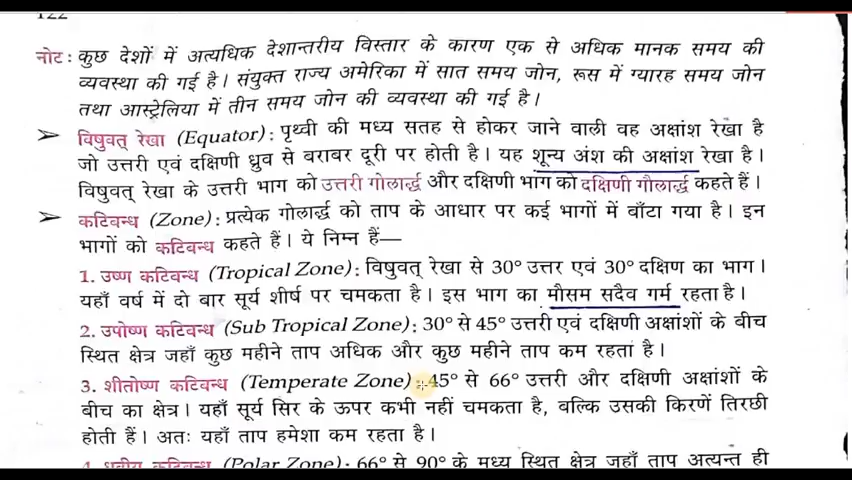 122
नोट : कुछ देशों में अत्यधिक देशान्तरीय विस्तार के कारण एक से अधिक मानक समय की
व्यवस्था की गई है। संयुक्त राज्य अमेरिका में सात समय जोन, रूस में ग्यारह समय जोन
तथा आस्ट्रेलिया में तीन समय जोन की व्यवस्था की गई है।
➤ विषुवत् रेखा (Equator) : पृथ्वी की मध्य सतह से होकर जाने वाली वह अक्षांश रेखा है
जो उत्तरी एवं दक्षिणी ध्रुव से बराबर दूरी पर होती है। यह शून्य अंश की अक्षांश रेखा है।
विषुवत् रेखा के उत्तरी भाग को उत्तरी गोलार्द्ध और दक्षिणी भाग को दक्षिणी गौलार्द्ध कहते हैं।
➤ कटिबन्ध (Zone) : प्रत्येक गोलार्द्ध को ताप के आधार पर कई भागों में बाँटा गया है। इन
भागों को कटिबन्ध कहते हैं। ये निम्न हैं—
1. उष्ण कटिबन्ध (Tropical Zone) : विषुवत् रेखा से 30° उत्तर एवं 30° दक्षिण का भाग।
यहाँ वर्ष में दो बार सूर्य शीर्ष पर चमकता है। इस भाग का मौसम सदैव गर्म रहता है।
2. उपोष्ण कटिबन्ध (Sub Tropical Zone) : 30° से 45° उत्तरी एवं दक्षिणी अक्षांशों के बीच
स्थित क्षेत्र जहाँ कुछ महीने ताप अधिक और कुछ महीने ताप कम रहता है।
3. शीतोष्ण कटिबन्ध (Temperate Zone) : 45° से 66° उत्तरी और दक्षिणी अक्षांशों के
बीच का क्षेत्र। यहाँ सूर्य सिर के ऊपर कभी नहीं चमकता है, बल्कि उसकी किरणें तिरछी
होती हैं। अतः यहाँ ताप हमेशा कम रहता है।
4. ध्रुवीय कटिबन्ध (Polar Zone) : 66° से 90° के मध्य स्थित क्षेत्र जहाँ ताप अत्यन्त ही